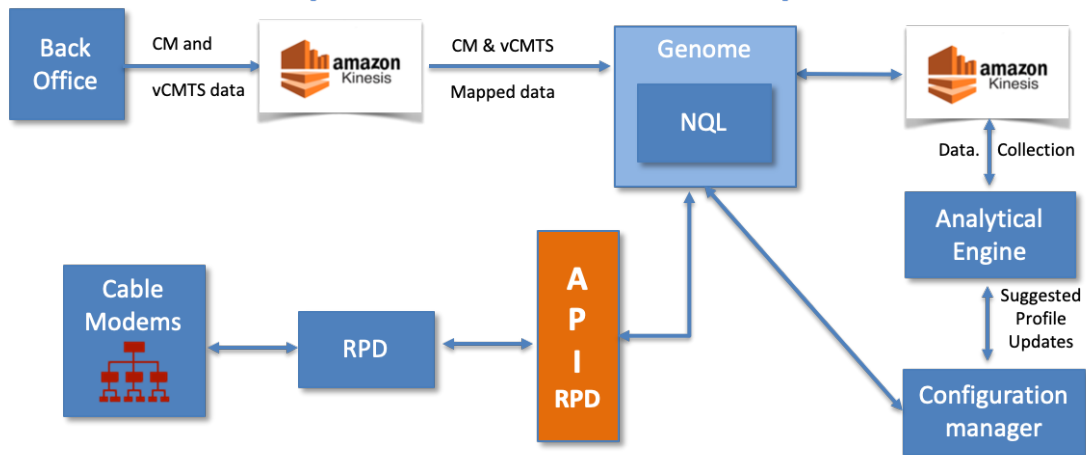 Back
Office
CM and
vCMTS data
amazon
Kinesis
CM & vCMTS
Mapped data
Genome
NQL
amazon
Kinesis
Data. Collection
Analytical
Engine
Suggested
Profile
Updates
Configuration
manager
Cable
Modems
RPD
A
P
I
RPD